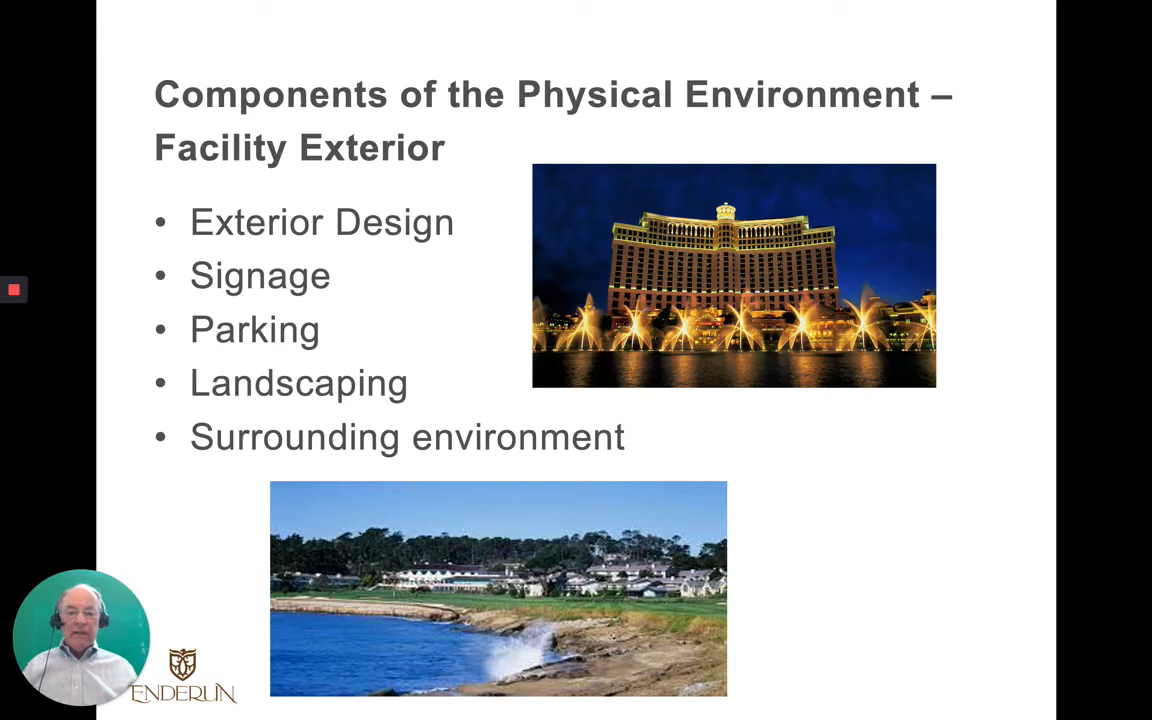 Components of the Physical Environment –
Facility Exterior
• Exterior Design
• Signage
• Parking
• Landscaping
• Surrounding environment
ENDERUN